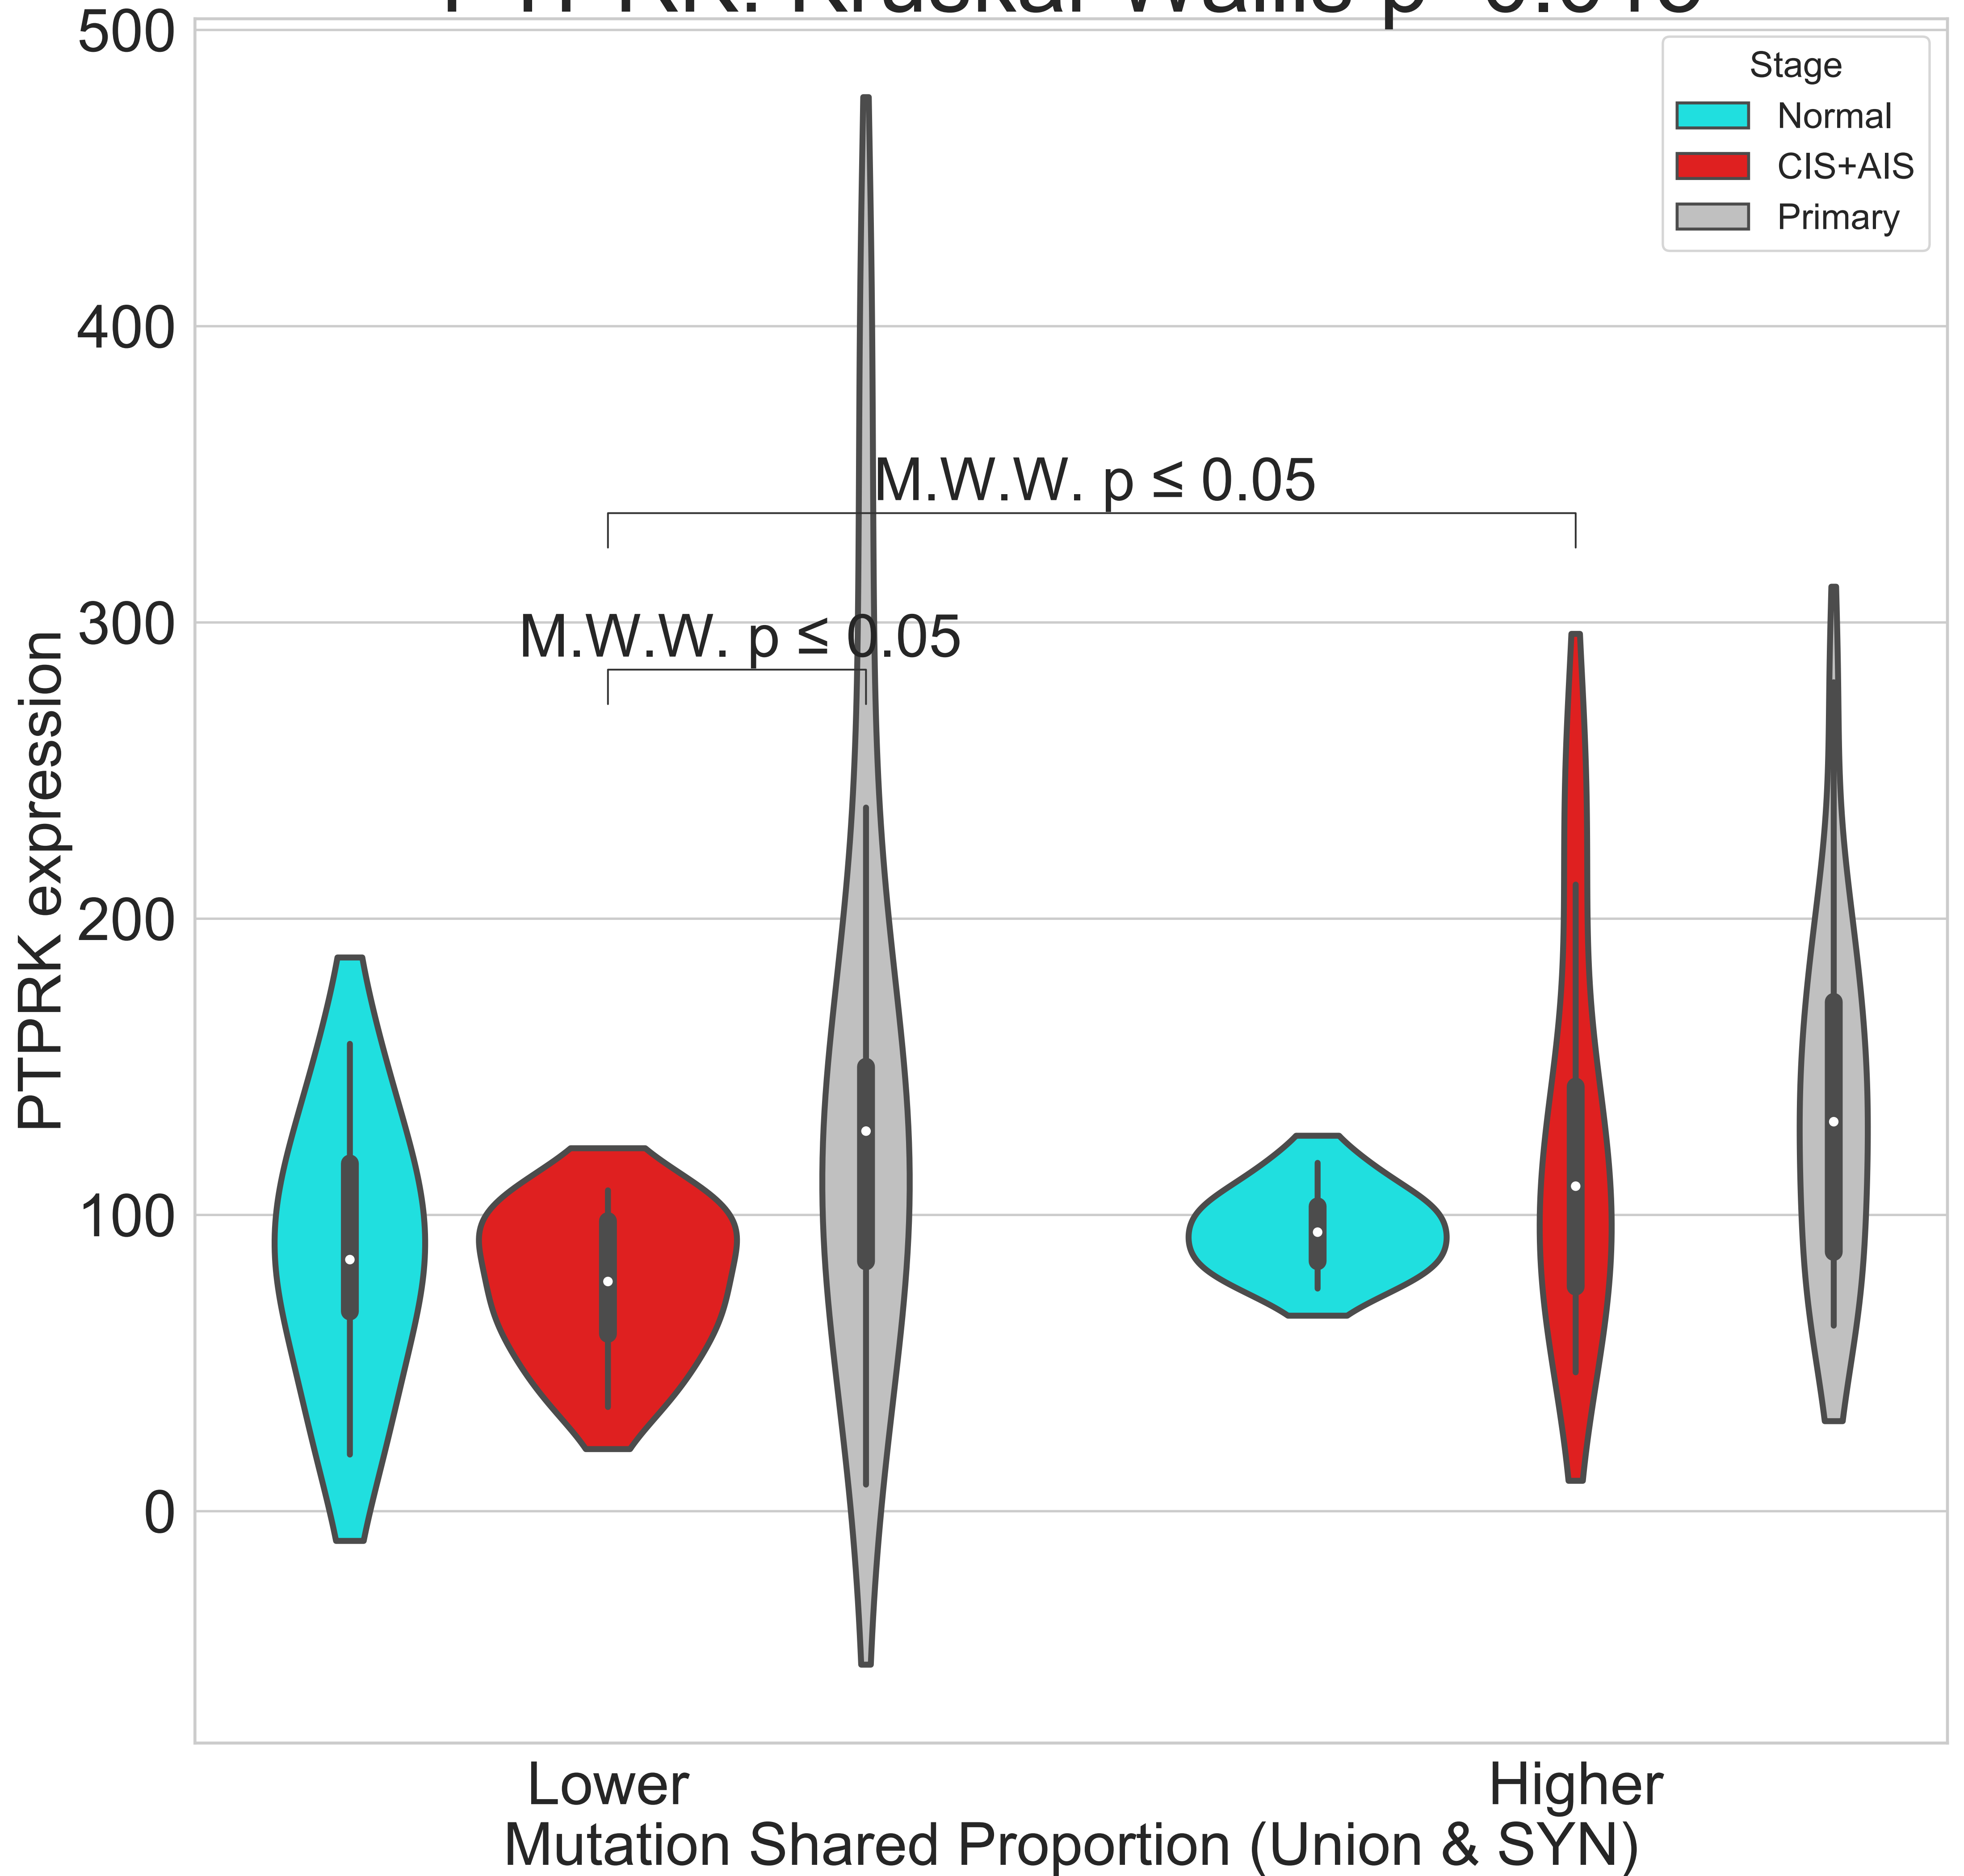 500
400
300
200
100
0
PTPRK expression
Stage
Normal
CIS+AIS
Primary
M.W.W. p ≤ 0.05
M.W.W. p ≤ 0.05
Lower
Higher
Mutation Shared Proportion (Union & SYN)